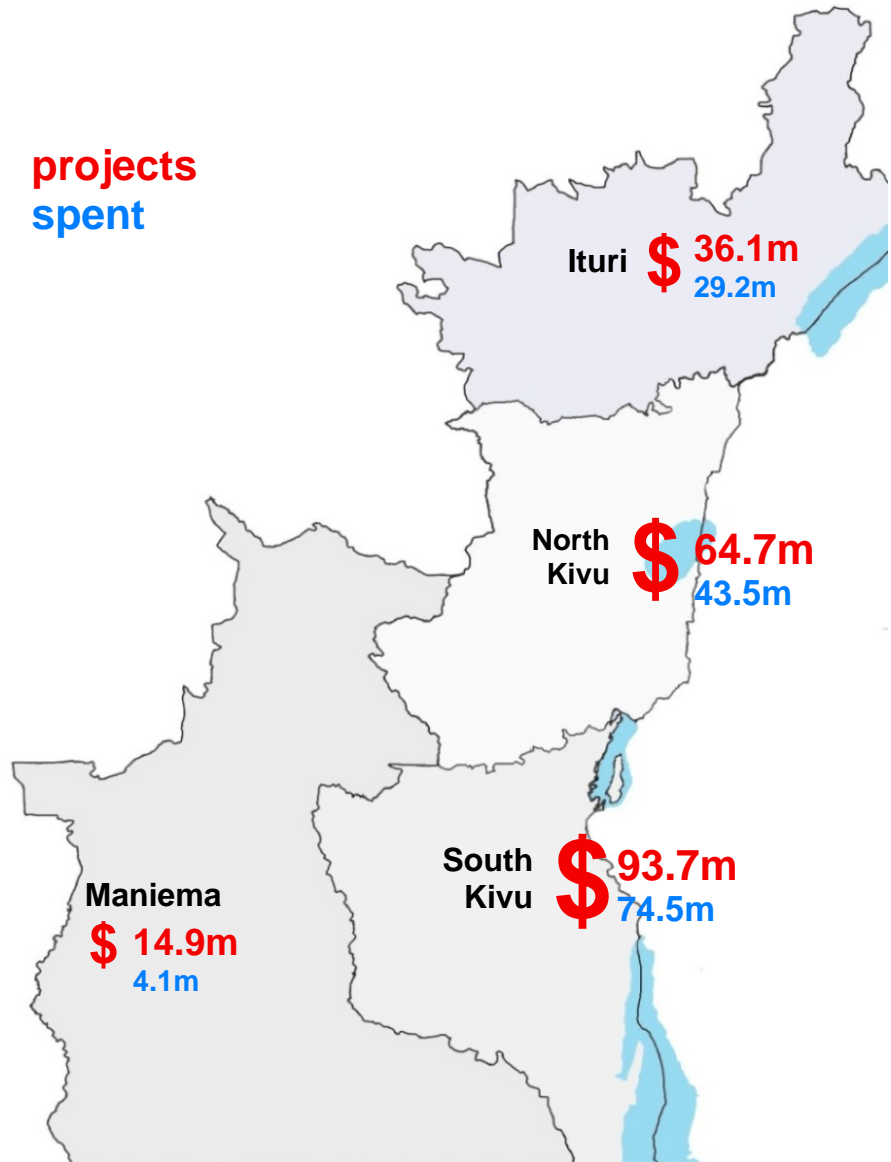 projects
spent
Ituri $ 36.1m
29.2m
North
Kivu $ 64.7m
43.5m
South
Kivu $ 93.7m
74.5m
Maniema
$ 14.9m
4.1m